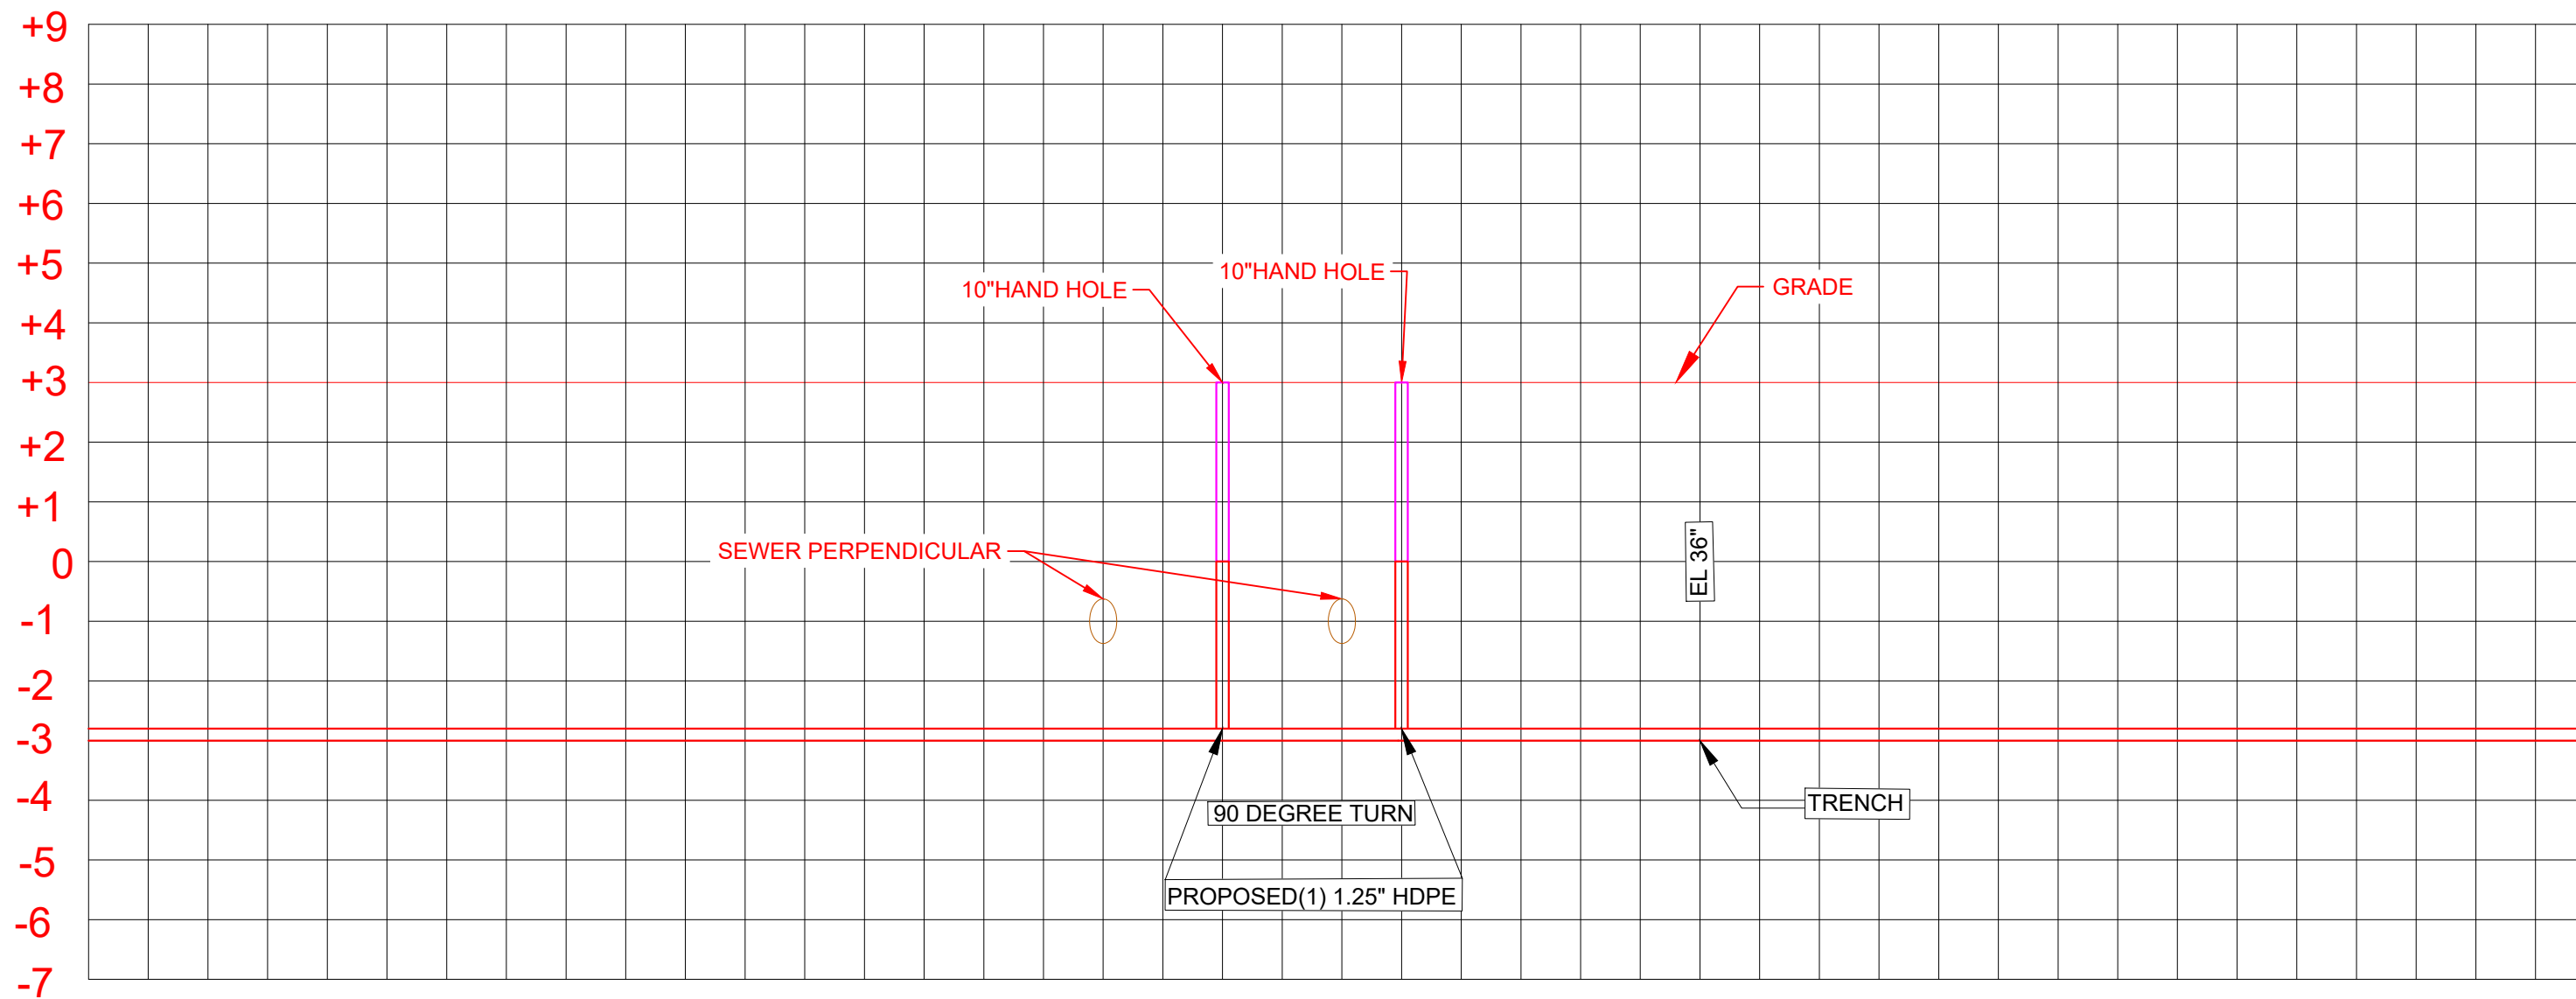 +9
+8
+7
+6
+5
+4
+3
+2
+1
0
-1
-2
-3
-4
-5
-6
-7
10"HAND HOLE
10"HAND HOLE
GRADE
SEWER PERPENDICULAR
EL 36"
TRENCH
90 DEGREE TURN
PROPOSED(1) 1.25" HDPE